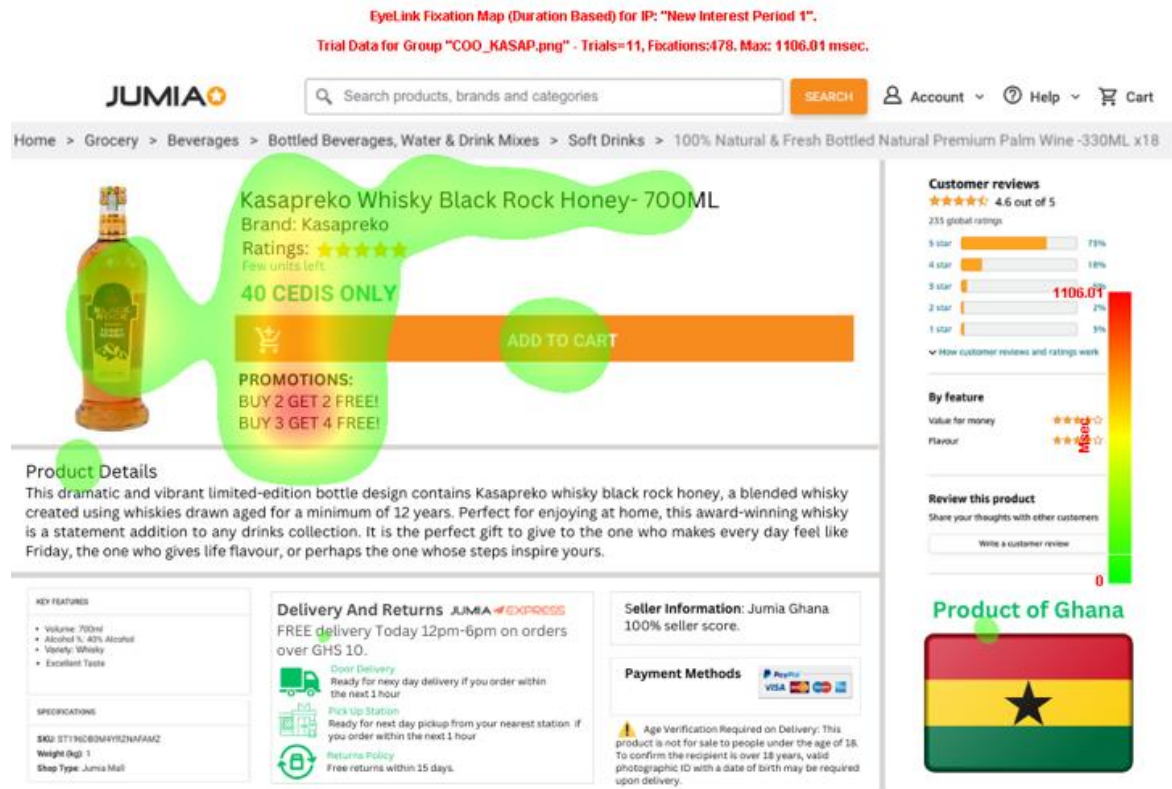 EyeLink Fixation Map (Duration Based) for IP: "New Interest Period 1".
Trial Data for Group "COO_KASAP.png" - Trials=11, Fixations:478. Max: 1106.01 msec.
JUMIA
Search products, brands and categories
SEARCH
Account
Help
Cart
Home > Grocery > Beverages > Bottled Beverages, Water & Drink Mixes > Soft Drinks > 100% Natural & Fresh Bottled Natural Premium Palm Wine -330ML x18
BLACK
ROCK
HONEY
Kasapreko Whisky Black Rock Honey- 700ML
Brand: Kasapreko
Ratings:
Few units left
40 CEDIS ONLY
ADD TO CART
PROMOTIONS:
BUY 2 GET 2 FREE!
BUY 3 GET 4 FREE!
Product Details
This dramatic and vibrant limited-edition bottle design contains Kasapreko whisky black rock honey, a blended whisky
created using whiskies drawn aged for a minimum of 12 years. Perfect for enjoying at home, this award-winning whisky
is a statement addition to any drinks collection. It is the perfect gift to give to the one who makes every day feel like
Friday, the one who gives life flavour, or perhaps the one whose steps inspire yours.
KEY FEATURES
• Volume: 700ml
• Alcohol %: 40% Alcohol
• Variety: Whisky
• Excellent Taste
SPECIFICATIONS
Weight (kg): 1
Shop Type: Jumia Mall
Delivery And Returns JUMIA EXPRESS
FREE delivery Today 12pm-6pm on orders
over GHS 10.
Door Delivery
Ready for nexy day delivery if you order within
the next 1 hour
Pick Up Station
Ready for next day pickup from your nearest station if
you order within the next 1 hour
Returns Policy
Free returns within 15 days.
Seller Information: Jumia Ghana
100% seller score.
Payment Methods
PayPal
VISA
Age Verification Required on Delivery: This
product is not for sale to people under the age of 18.
To confirm the recipient is over 18 years, valid
photographic ID with a date of birth may be required
upon delivery.
Customer reviews
4.6 out of 5
235 global ratings
5 star
4 star 18%
3 star
2 star 2%
1 star
How customer reviews and ratings work
By feature
Value for money
Flavour
Review this product
Share your thoughts with other customers
Write a customer review
1106.01
Msec
0
Product of Ghana